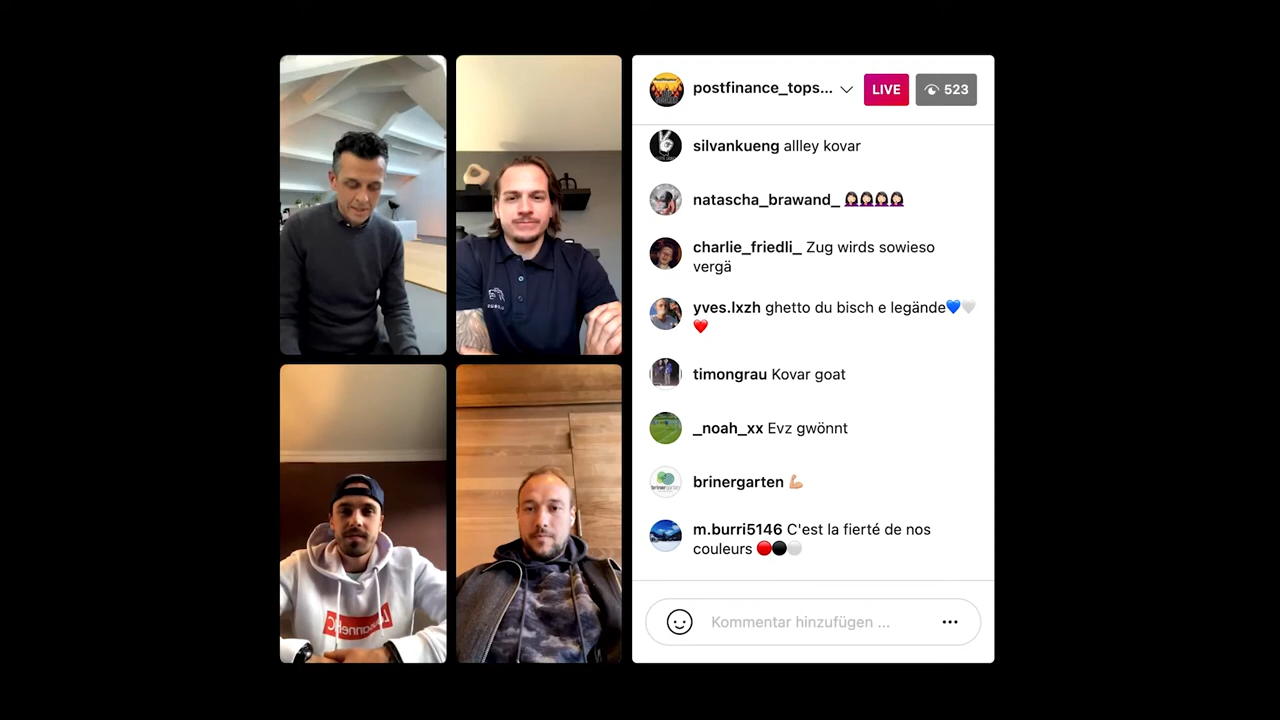 postfinance_tops...
LIVE
523
silvankueng allley kovar
natascha_brawand_ 🤦🏻‍♀️🤦🏻‍♀️🤦🏻‍♀️🤦🏻‍♀️
charlie_friedli_ Zug wirds sowieso
vergä
yves.lxzh ghetto du bisch e legände💙🤍
❤️
timongrau Kovar goat
_noah_xx Evz gwönnt
brinergarten 💪🏼
m.burri5146 C'est la fierté de nos
couleurs 🔴⚫⚪
Kommentar hinzufügen ...
LausanneHC